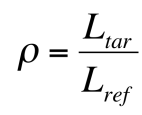 ρ = L_tar / L_ref